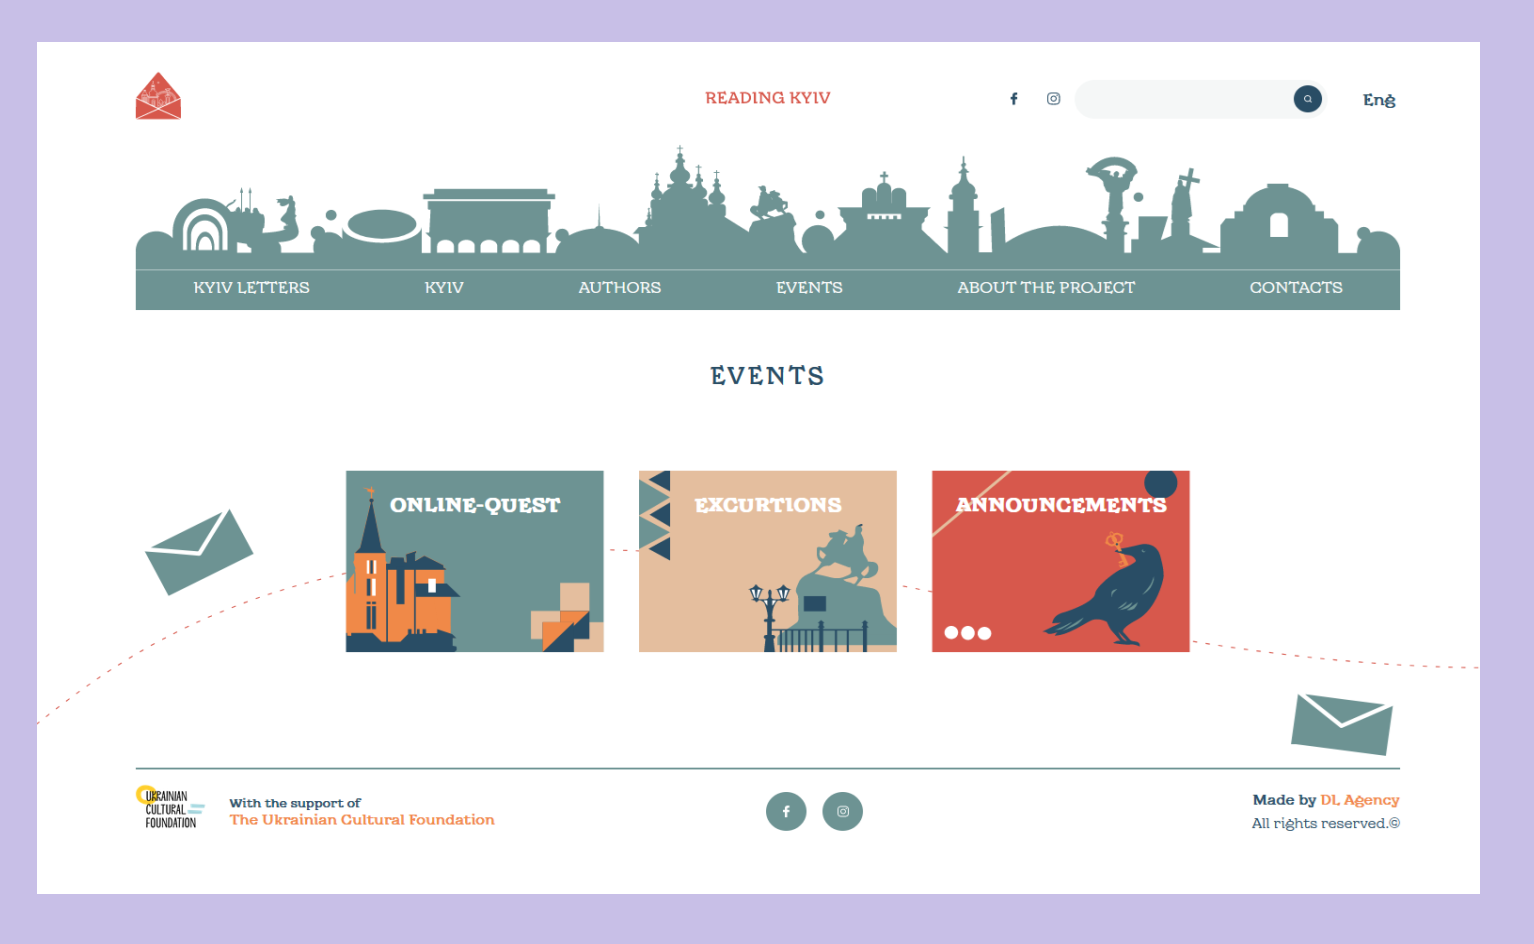 READING KYIV
Eng
KYIV LETTERS
KYIV
AUTHORS
EVENTS
ABOUT THE PROJECT
CONTACTS
EVENTS
ONLINE-QUEST
EXCURTIONS
ANNOUNCEMENTS
UKRAINIAN
CULTURAL
FOUNDATION
With the support of
The Ukrainian Cultural Foundation
Made by DL Agency
All rights reserved.©